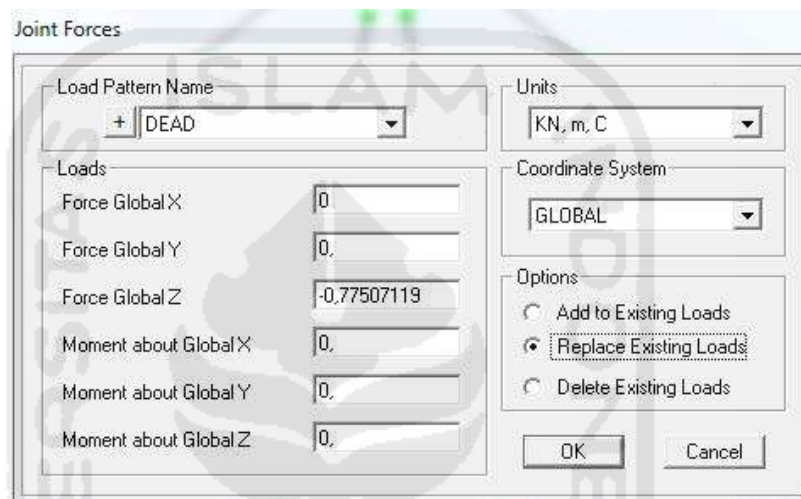 Joint Forces
Load Pattern Name
+ DEAD
Units
KN, m, C
Loads
Force Global X 0
Force Global Y 0,
Force Global Z -0,77507119
Moment about Global X 0,
Moment about Global Y 0,
Moment about Global Z 0,
Coordinate System
GLOBAL
Options
Add to Existing Loads
Replace Existing Loads
Delete Existing Loads
OK Cancel
ISLAM